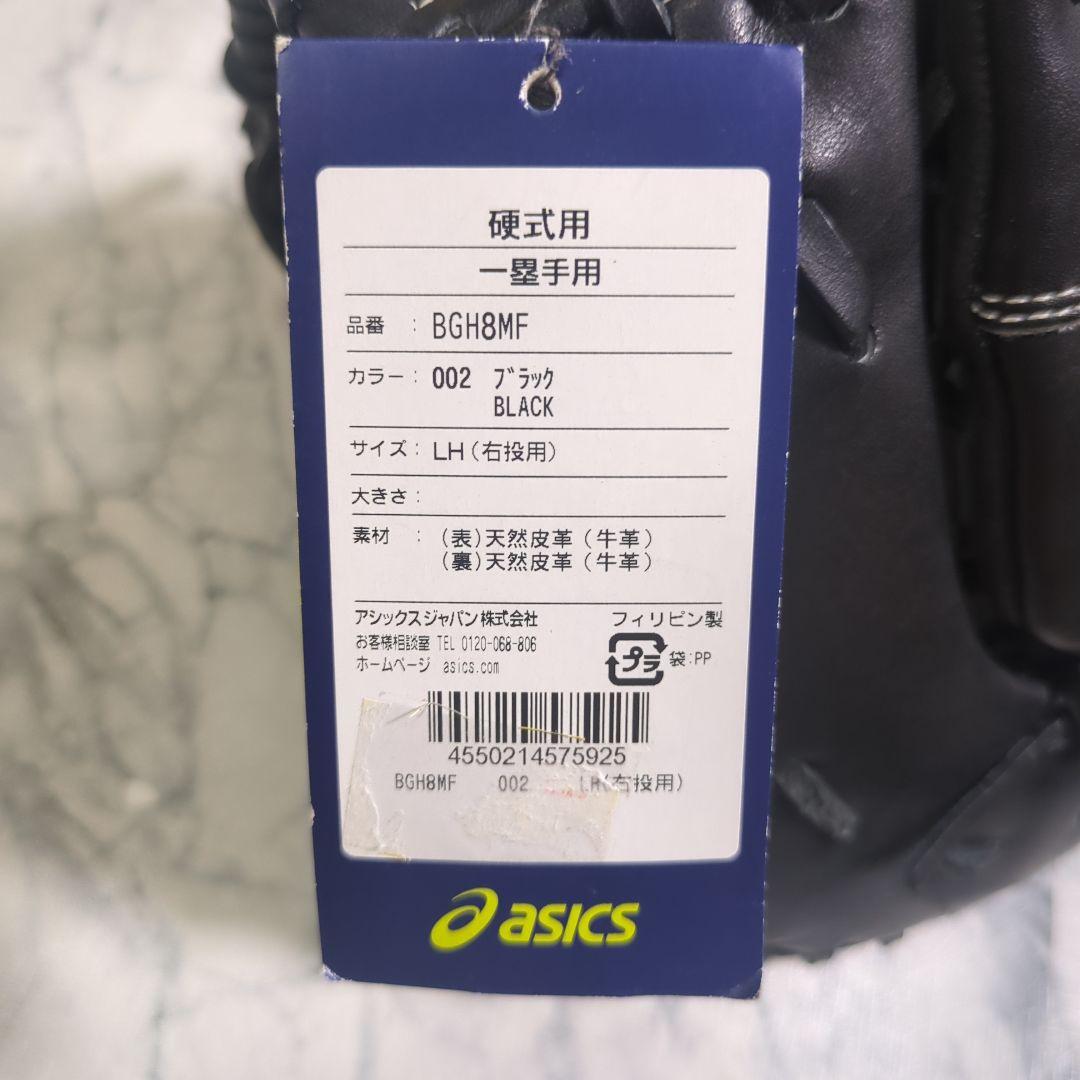 硬式用
一塁手用
品番 : BGH8MF
カラー : 002 ブラック
BLACK
サイズ : LH(右投用)
大きさ :
素材 : (表)天然皮革(牛革)
(裏)天然皮革(牛革)
アシックスジャパン株式会社 フィリピン製
お客様相談室 TEL 0120-068-806
ホームページ asics.com
プラ 袋:PP
4550214575925
BGH8MF 002 LH(右投用)
asics